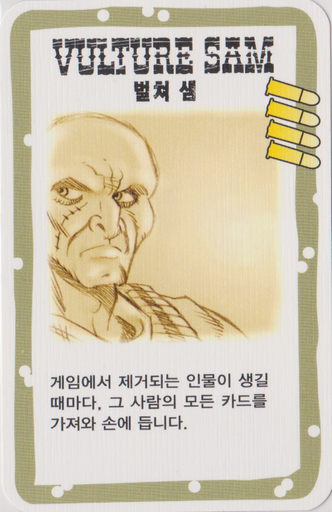 VULTURE SAM
벌쳐 샘
게임에서 제거되는 인물이 생길
때마다, 그 사람의 모든 카드를
가져와 손에 듭니다.